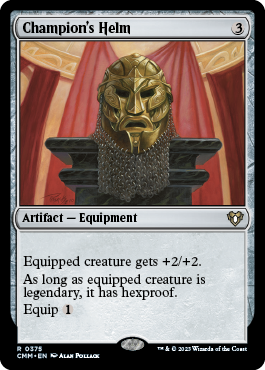 Champion's Helm 3
Artifact — Equipment
Equipped creature gets +2/+2.
As long as equipped creature is
legendary, it has hexproof.
Equip 1
R 0375
CMM • EN Alan Pollack
™ & © 2023 Wizards of the Coast